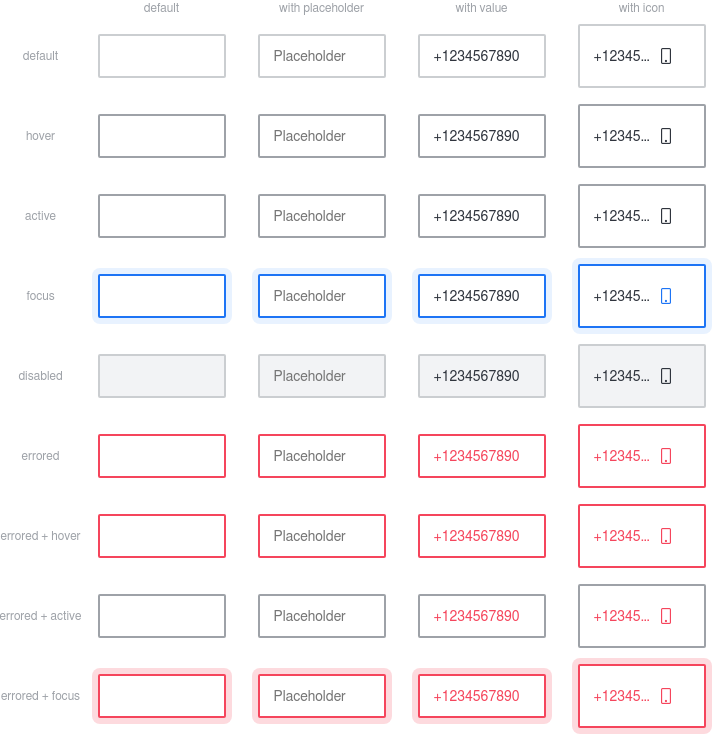 default with placeholder with value with icon
default Placeholder +1234567890 +12345...
hover Placeholder +1234567890 +12345...
active Placeholder +1234567890 +12345...
focus Placeholder +1234567890 +12345...
disabled Placeholder +1234567890 +12345...
errored Placeholder +1234567890 +12345...
errored + hover Placeholder +1234567890 +12345...
errored + active Placeholder +1234567890 +12345...
errored + focus Placeholder +1234567890 +12345...